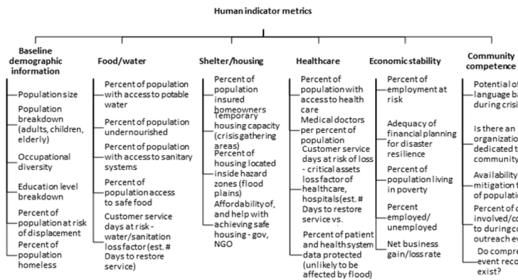 Human indicator metrics
Baseline
demographic
information
Population size
Population
breakdown
(adults, children,
elderly)
Occupational
diversity
Education level
breakdown
Percent of
population at risk
of displacement
Percent of
population
homeless
Food/water
Percent of population
with access to potable
water
Percent of population
undernourished
Percent of population
with access to sanitary
systems
Percent of
population access
to safe food
Customer service
days at risk -
water/sanitation
loss factor (est. #
Days to restore
service)
Shelter/housing
Percent of
population
insured
homeowners
Temporary
housing capacity
(crisis gathering
areas)
Percent of
housing located
inside hazard
zones (flood
plains)
Affordability of,
and help with
achieving safe
housing - gov,
NGO
Healthcare
Percent of
population with
access to health
care
Medical doctors
per percent of
population
Customer service
days at risk of loss
- critical assets
loss factor of
healthcare,
hospitals (est. #
Days to restore
service vs.
Percent of patient
and health system
data protected
(unlikely to be
affected by flood)
Economic stability
Percent of
employment at
risk
Adequacy of
financial planning
for disaster
resilience
Percent of
population living
in poverty
Percent
employed/
unemployed
Net business
gain/loss rate
Community
competence
Potential of
language ba
during crisi
Is there an
organizatio
dedicated t
community
Availability
mitigation t
of populati
Percent of c
involved/co
to during c
outreach ev
Do compre
event reco
exist?